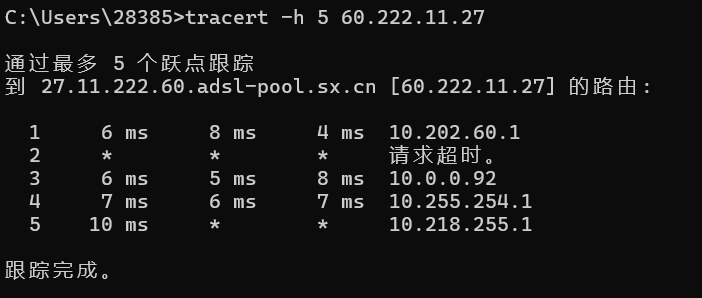 C:\Users\28385>tracert -h 5 60.222.11.27
通过最多 5 个跃点跟踪
到 27.11.222.60.adsl-pool.sx.cn [60.222.11.27] 的路由:
1 6 ms 8 ms 4 ms 10.202.60.1
2 * * * 请求超时。
3 6 ms 5 ms 8 ms 10.0.0.92
4 7 ms 6 ms 7 ms 10.255.254.1
5 10 ms * * 10.218.255.1
跟踪完成。